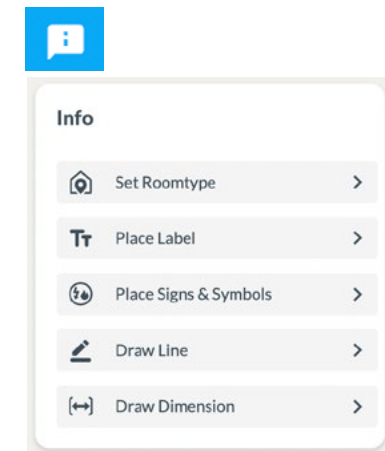 Info
Set Roomtype
Place Label
Place Signs & Symbols
Draw Line
Draw Dimension